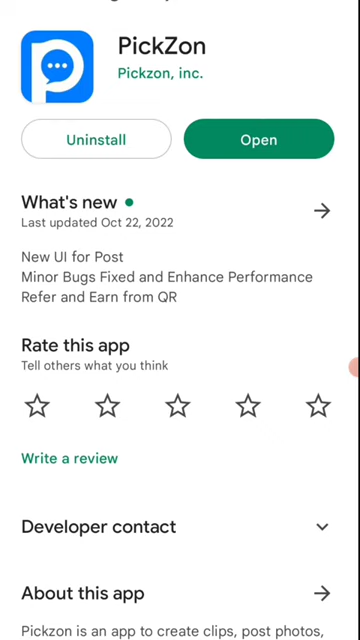 PickZon
Pickzon, inc.
Uninstall
Open
What's new
Last updated Oct 22, 2022
New UI for Post
Minor Bugs Fixed and Enhance Performance
Refer and Earn from QR
Rate this app
Tell others what you think
Write a review
Developer contact
About this app
Pickzon is an app to create clips, post photos,